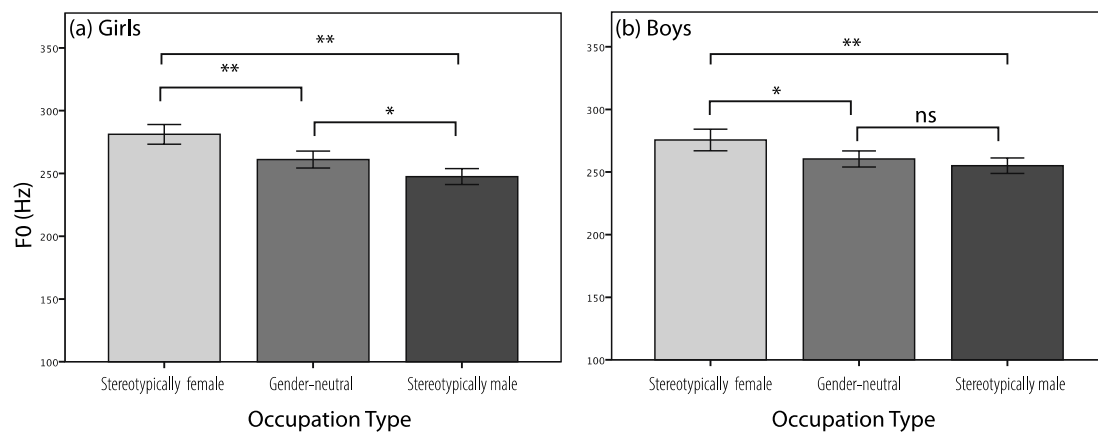 (a) Girls
**
**
*
350
300
250
200
150
100
F0 (Hz)
Stereotypically female
Gender-neutral
Stereotypically male
Occupation Type
(b) Boys
**
*
ns
350
300
250
200
150
100
Stereotypically female
Gender-neutral
Stereotypically male
Occupation Type